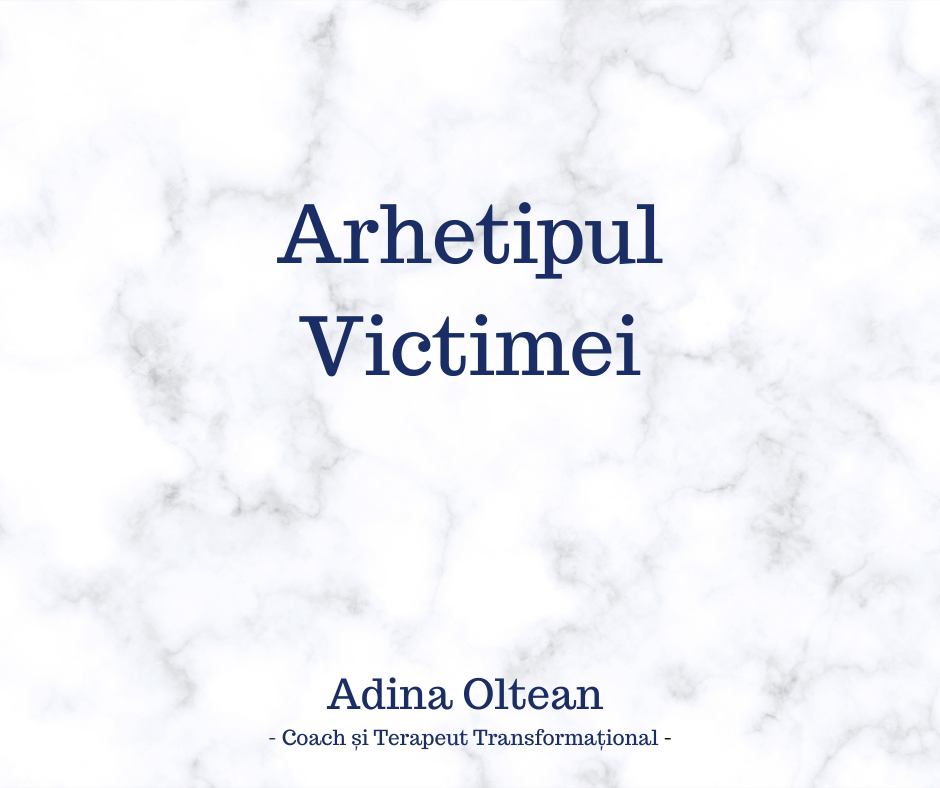 Arhetipul
Victimei
Adina Oltean
- Coach și Terapeut Transformațional -